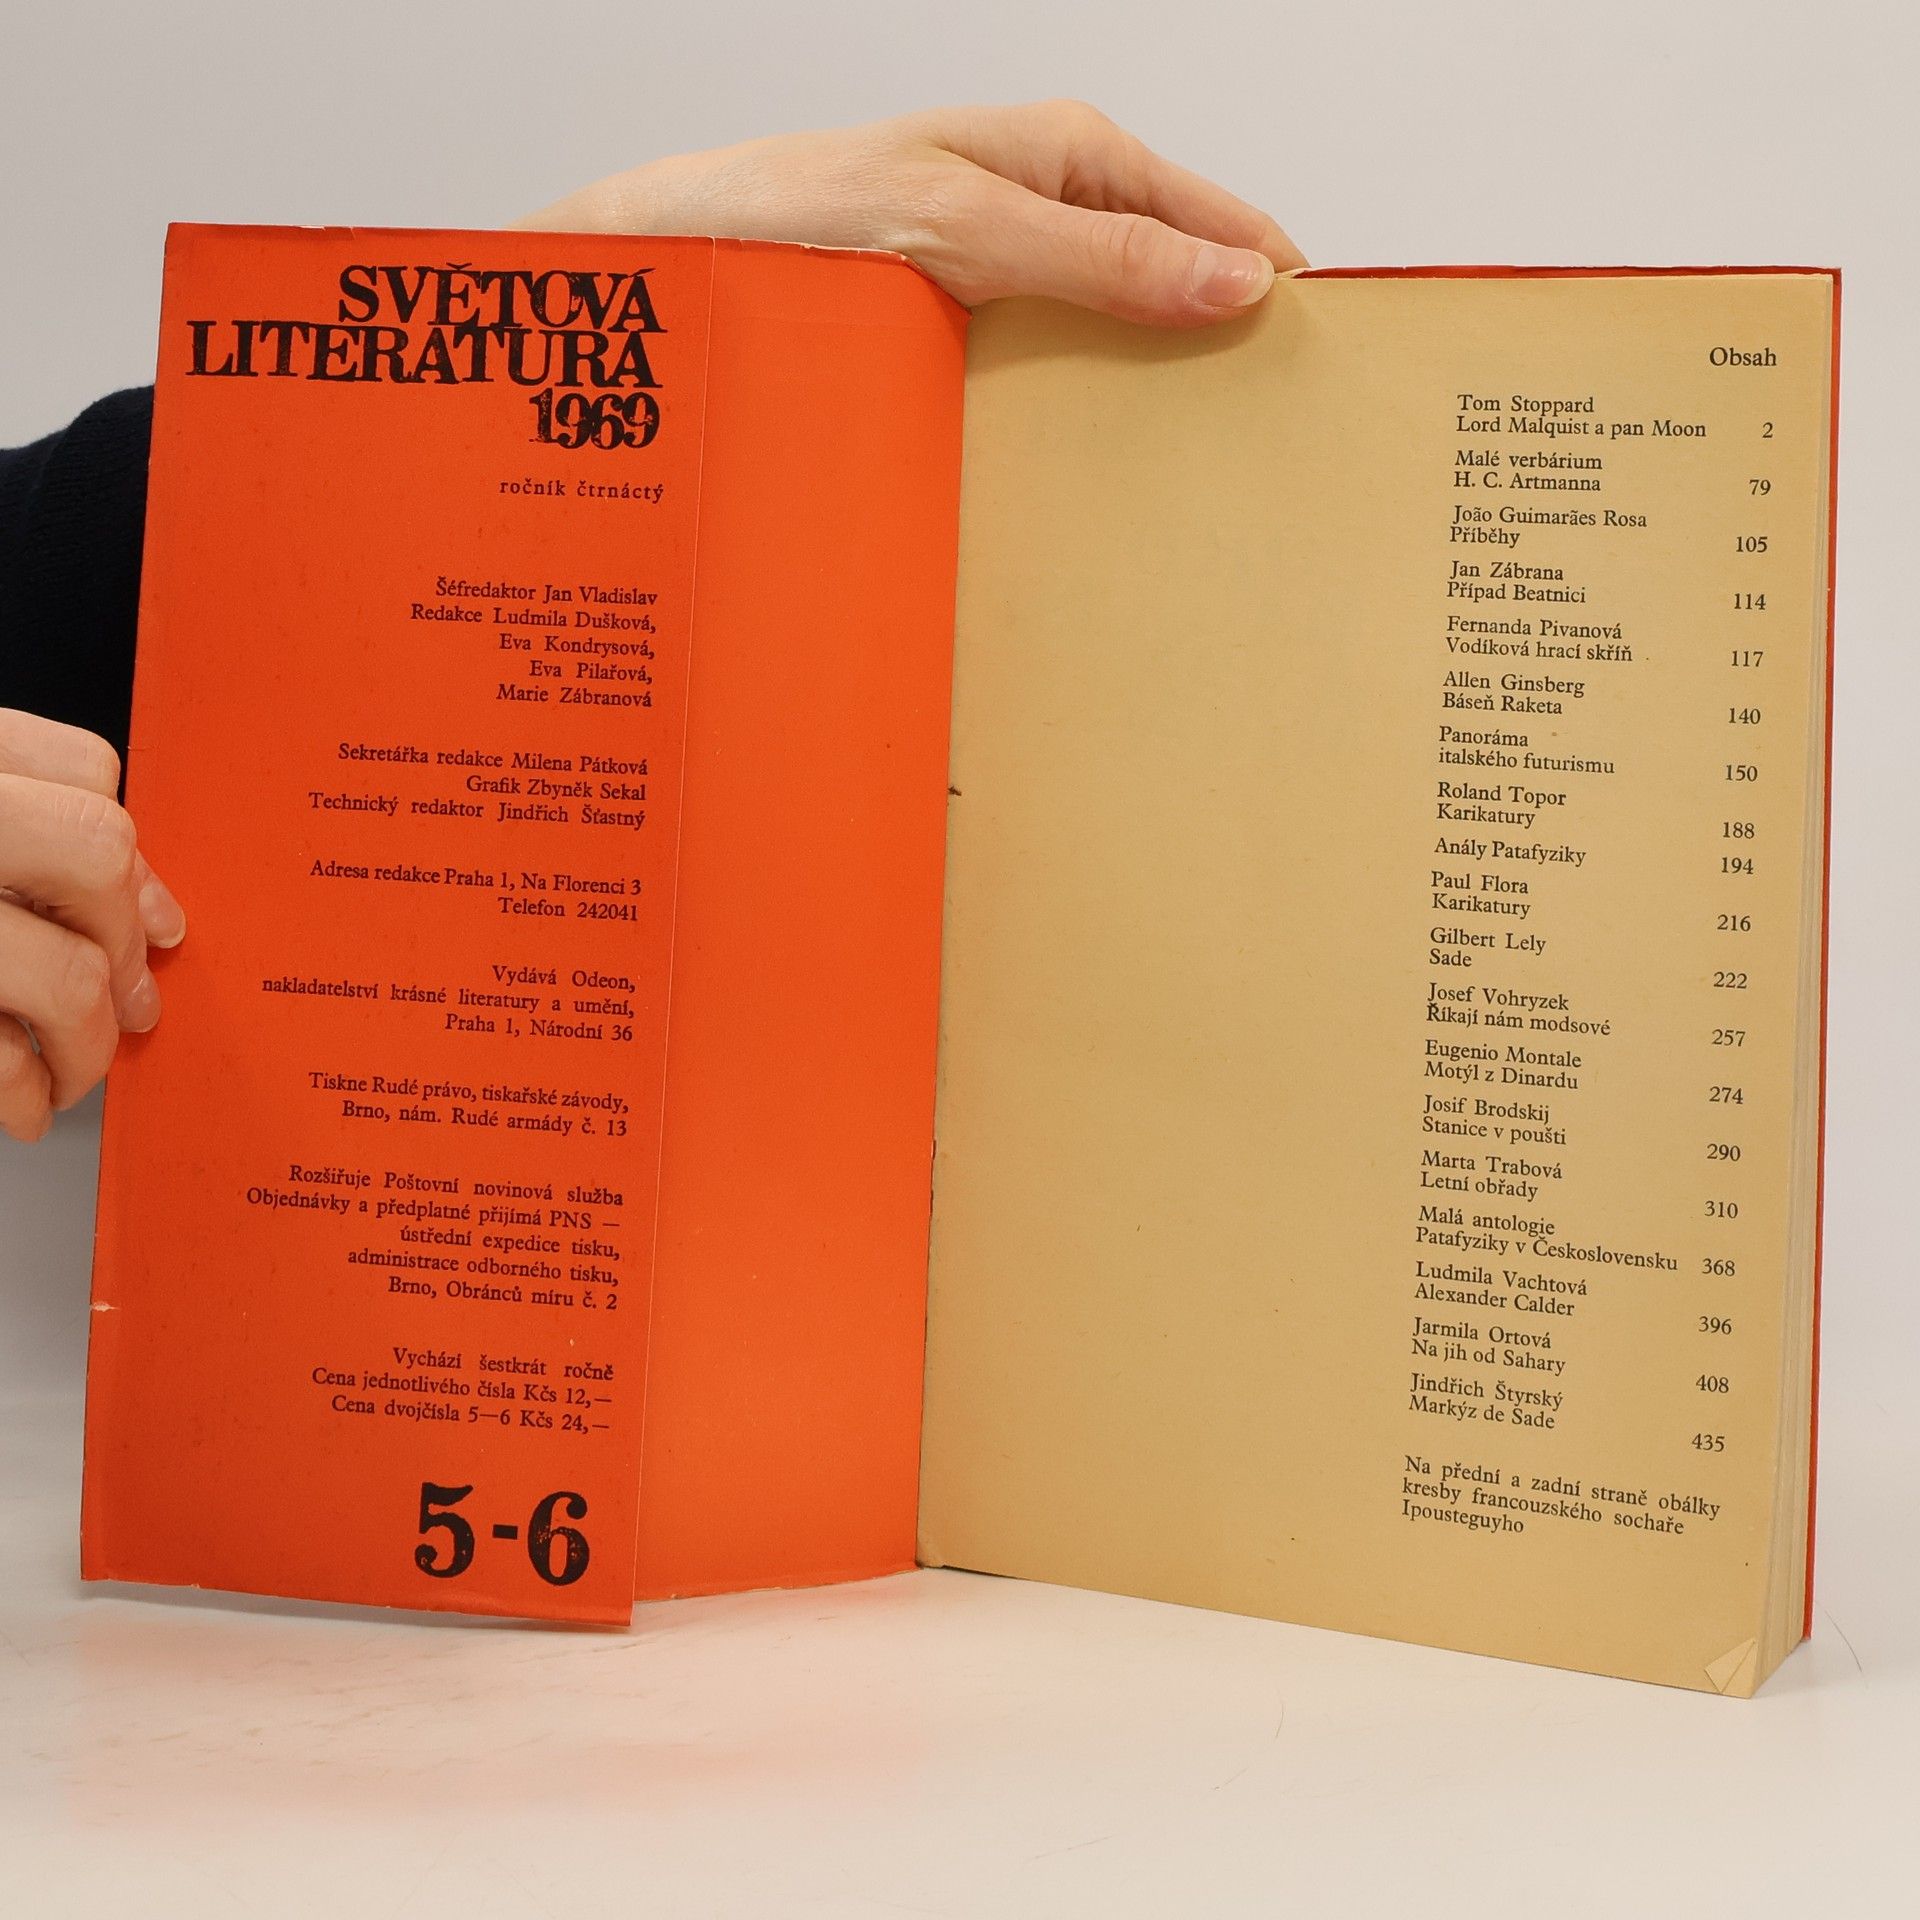 SVĚTOVÁ
LITERATURA
1969
ročník čtrnáctý
Šéfredaktor Jan Vladislav
Redakce Ludmila Dušková,
Eva Kondrysová,
Eva Pilařová,
Marie Zábranová
Sekretářka redakce Milena Pátková
Grafik Zbyněk Sekal
Technický redaktor Jindřich Šťastný
Adresa redakce Praha 1, Na Florenci 3
Telefon 242041
Vydává Odeon,
nakladatelství krásné literatury a umění,
Praha 1, Národní 36
Tiskne Rudé právo, tiskařské závody,
Brno, nám. Rudé armády č. 13
Rozšiřuje Poštovní novinová služba
Objednávky a předplatné přijímá PNS —
ústřední expedice tisku,
administrace odborného tisku,
Brno, Obránců míru č. 2
Vychází šestkrát ročně
Cena jednotlivého čísla Kčs 12,—
Cena dvojčísla 5—6 Kčs 24,—
5-6
Obsah
Tom Stoppard
Lord Malquist a pan Moon 2
Malé verbárium
H. C. Artmanna 79
João Guimarães Rosa
Příběhy 105
Jan Zábrana
Případ Beatnici 114
Fernanda Pivanová
Vodíková hrací skříň 117
Allen Ginsberg
Báseň Raketa 140
Panoráma
italského futurismu 150
Roland Topor
Karikatury 188
Anály Patafyziky 194
Paul Flora
Karikatury 216
Gilbert Lely
Sade 222
Josef Vohryzek
Říkají nám modsové 257
Eugenio Montale
Motýl z Dinardu 274
Josif Brodskij
Stanice v poušti 290
Marta Trabová
Letní obřady 310
Malá antologie
Patafyziky v Československu 368
Ludmila Vachtová
Alexander Calder 396
Jarmila Ortová
Na jih od Sahary 408
Jindřich Štyrský
Markýz de Sade 435
Na přední a zadní straně obálky
kresby francouzského sochaře
Ipousteguyho